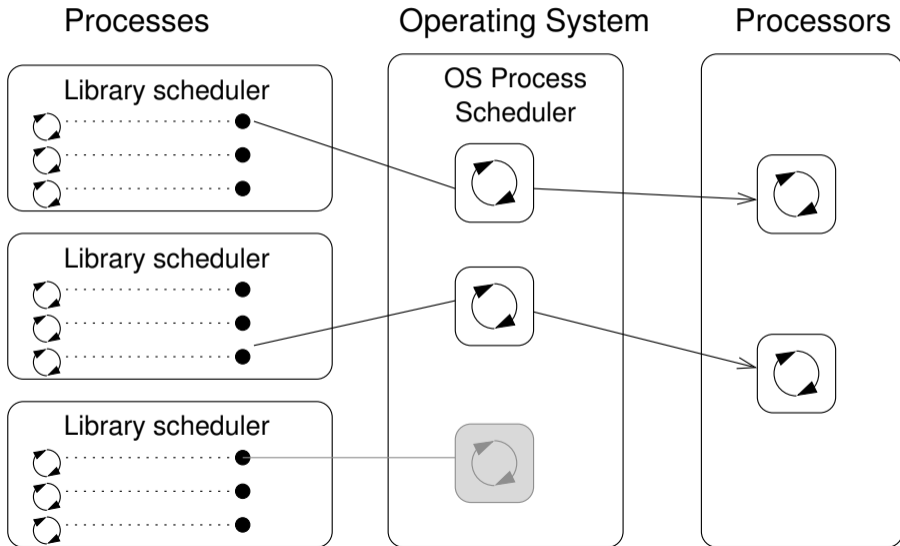 Processes
Operating System
Processors
Library scheduler
OS Process
Scheduler
Library scheduler
Library scheduler